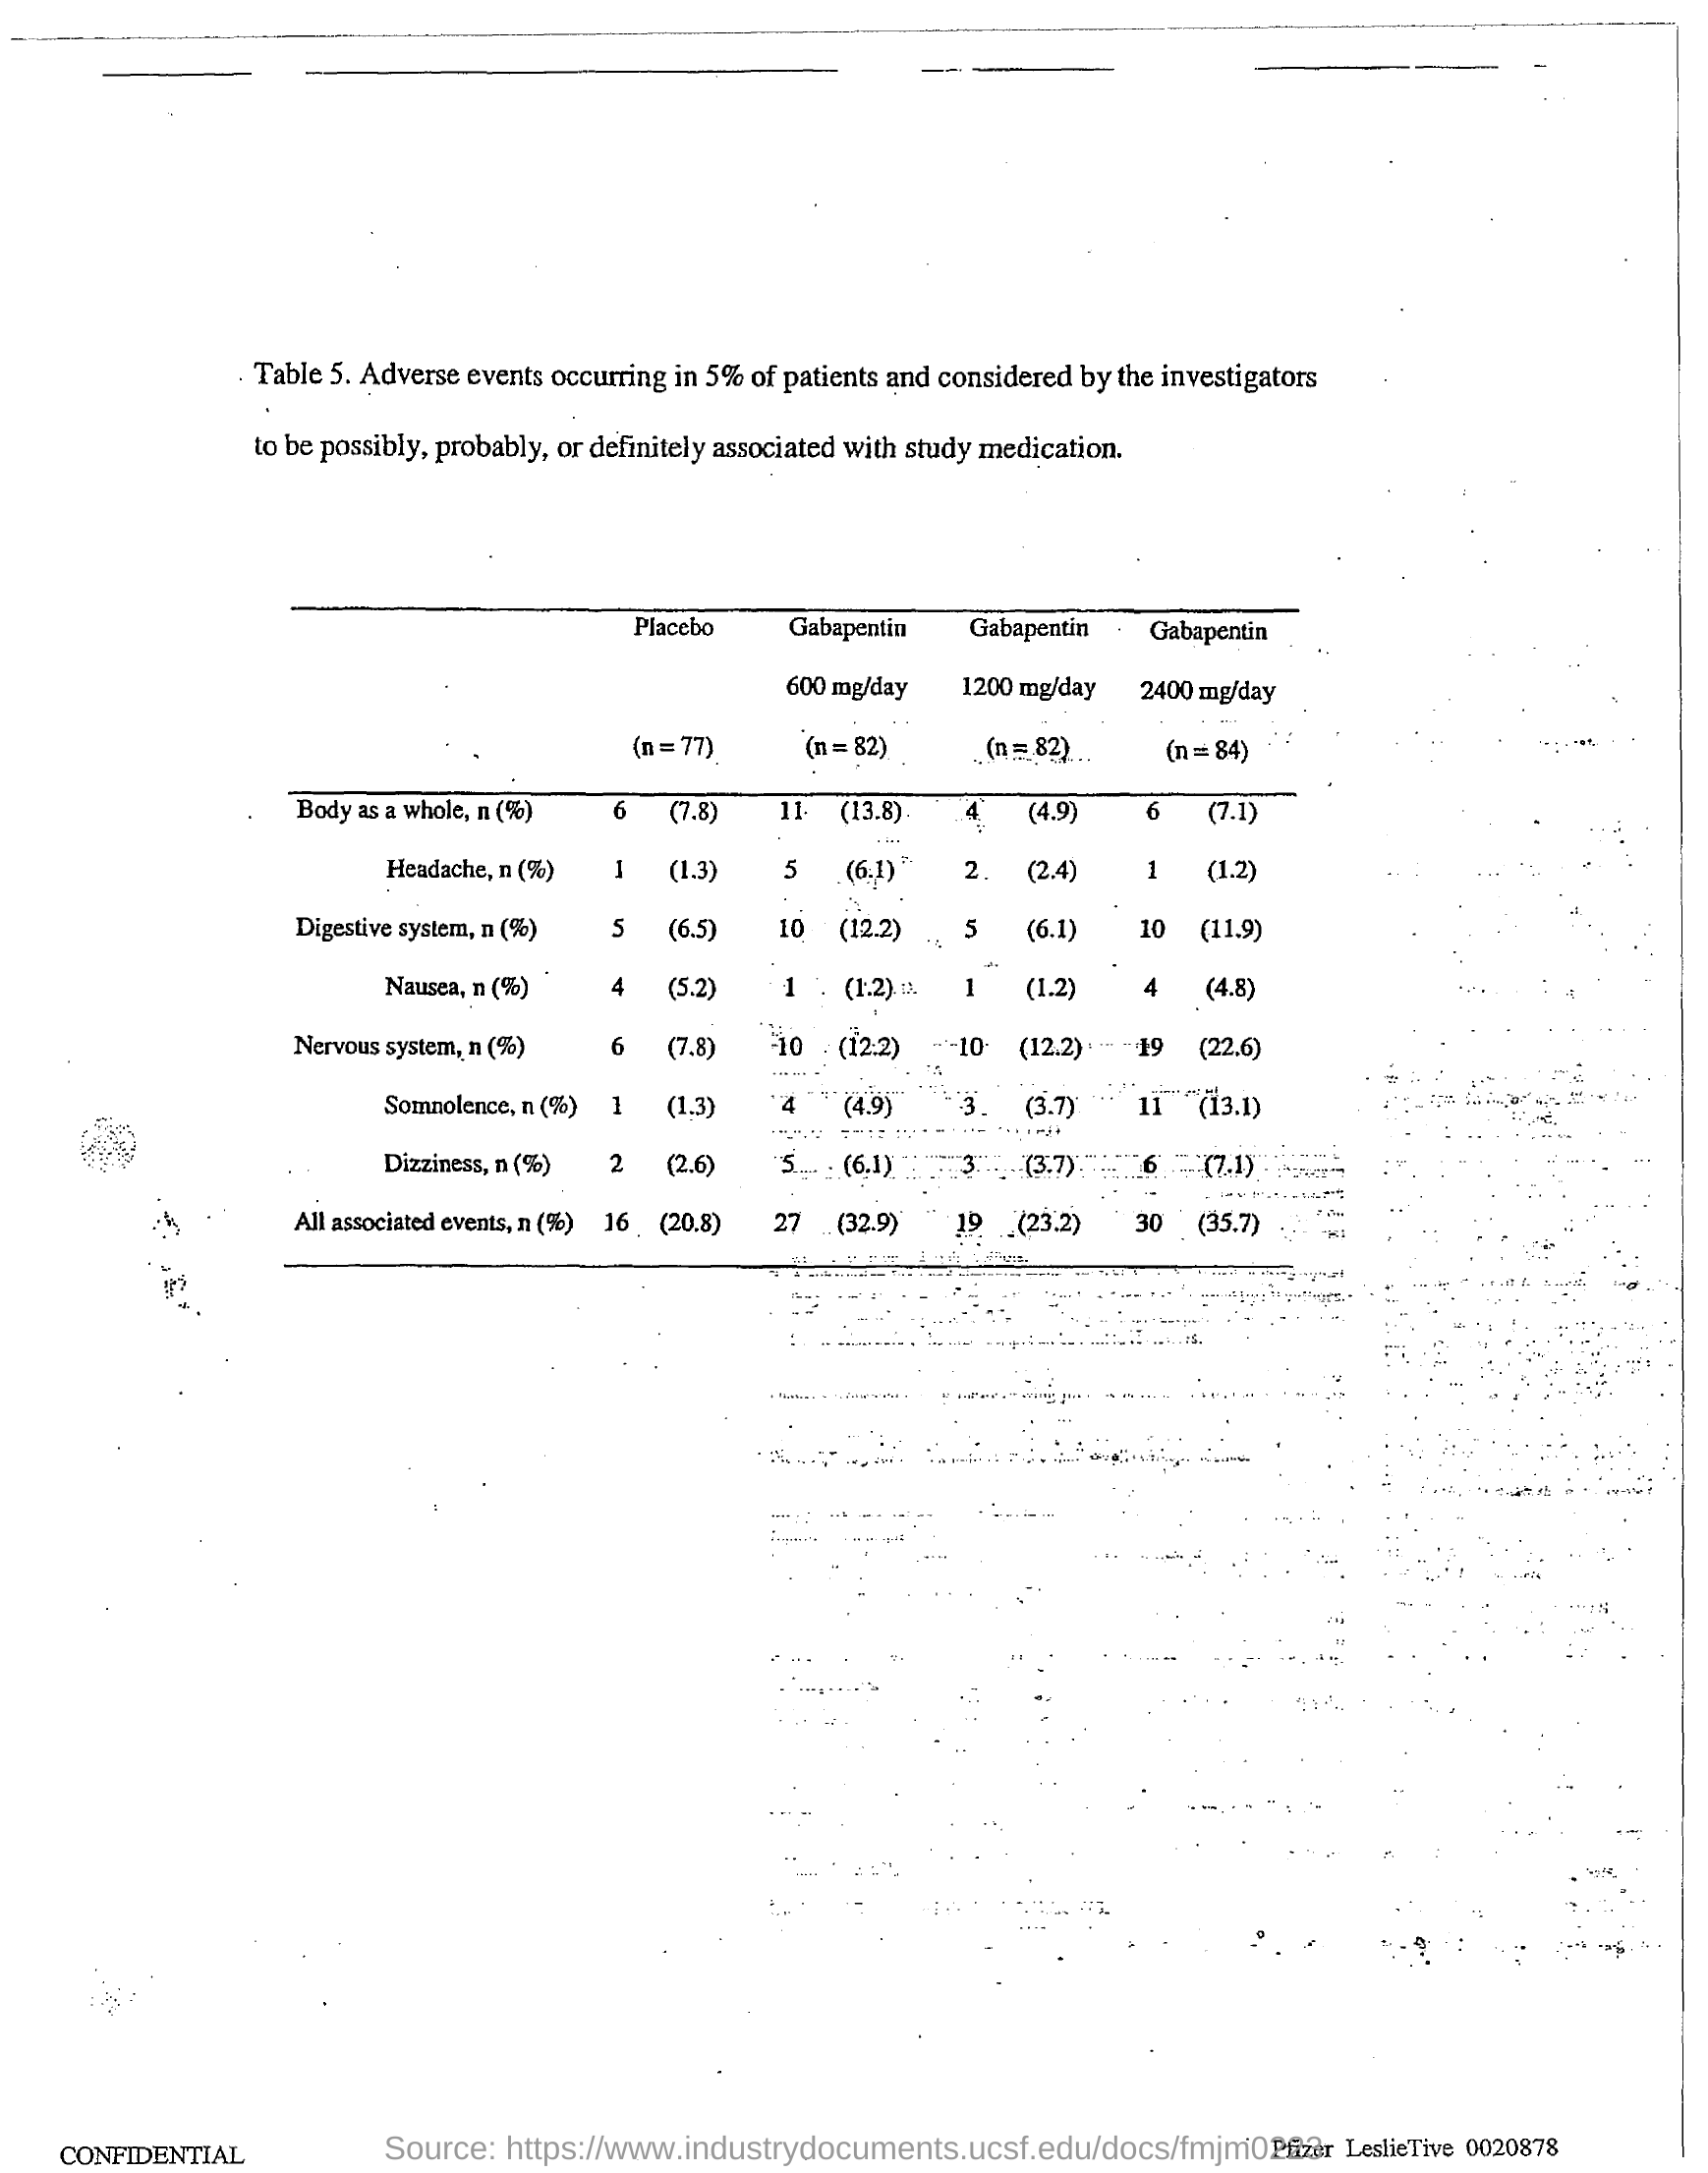 Table 5. Adverse events occurring in 5% of patients and considered by the investigators
to be possibly, probably, or definitely associated with study medication.
Placebo Gabapentin Gabapentin Gabapentin
600 mg/day 1200 mg/day 2400 mg/day
(n = 77) (n = 82) (n = 82) (n = 84)
Body as a whole, n (%) 6 (7.8) 11 (13.8) 4 (4.9) 6 (7.1)
Headache, n (%) 1 (1.3) 5 (6.1) 2 (2.4) 1 (1.2)
Digestive system, n (%) 5 (6.5) 10 (12.2) 5 (6.1) 10 (11.9)
Nausea, n (%) 4 (5.2) 1 (1.2) 1 (1.2) 4 (4.8)
Nervous system, n (%) 6 (7.8) 10 (12.2) 10 (12.2) 19 (22.6)
Somnolence, n (%) 1 (1.3) 4 (4.9) 3 (3.7) 11 (13.1)
Dizziness, n (%) 2 (2.6) 5 (6.1) 3 (3.7) 6 (7.1)
All associated events, n (%) 16 (20.8) 27 (32.9) 19 (23.2) 30 (35.7)
CONFIDENTIAL Source: https://www.industrydocuments.ucsf.edu/docs/ Pfizer LeslieTive 0020878